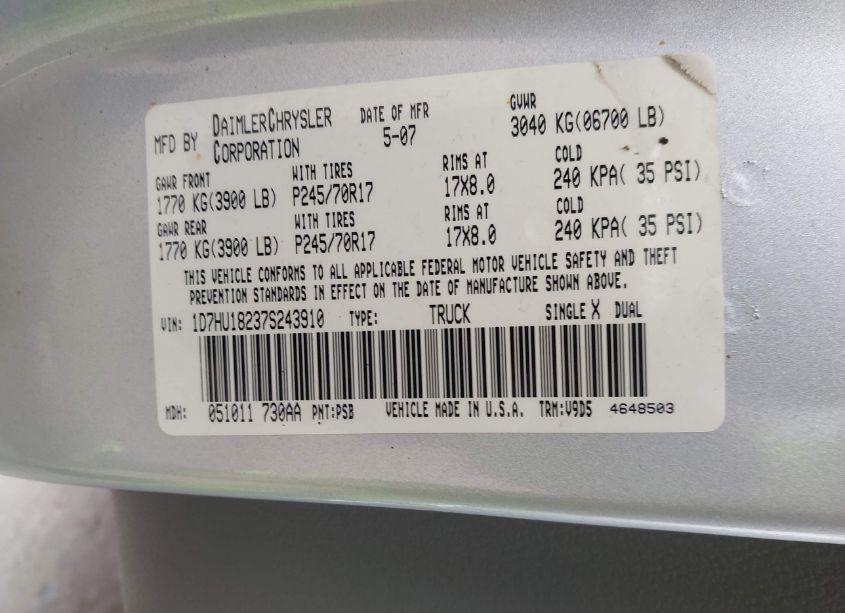 MFD BY DAIMLERCHRYSLER CORPORATION DATE OF MFR 5-07 GVWR 3040 KG(06700 LB)
GAWR FRONT WITH TIRES RIMS AT COLD
1770 KG(3900 LB) P245/70R17 17X8.0 240 KPA( 35 PSI)
GAWR REAR WITH TIRES RIMS AT COLD
1770 KG(3900 LB) P245/70R17 17X8.0 240 KPA( 35 PSI)
THIS VEHICLE CONFORMS TO ALL APPLICABLE FEDERAL MOTOR VEHICLE SAFETY AND THEFT
PREVENTION STANDARDS IN EFFECT ON THE DATE OF MANUFACTURE SHOWN ABOVE.
VIN: 1D7HU18237S243910 TYPE: TRUCK SINGLE X DUAL
MDH: 051011 730AA PNT:PSB VEHICLE MADE IN U.S.A. TRM:V9D5 4648503